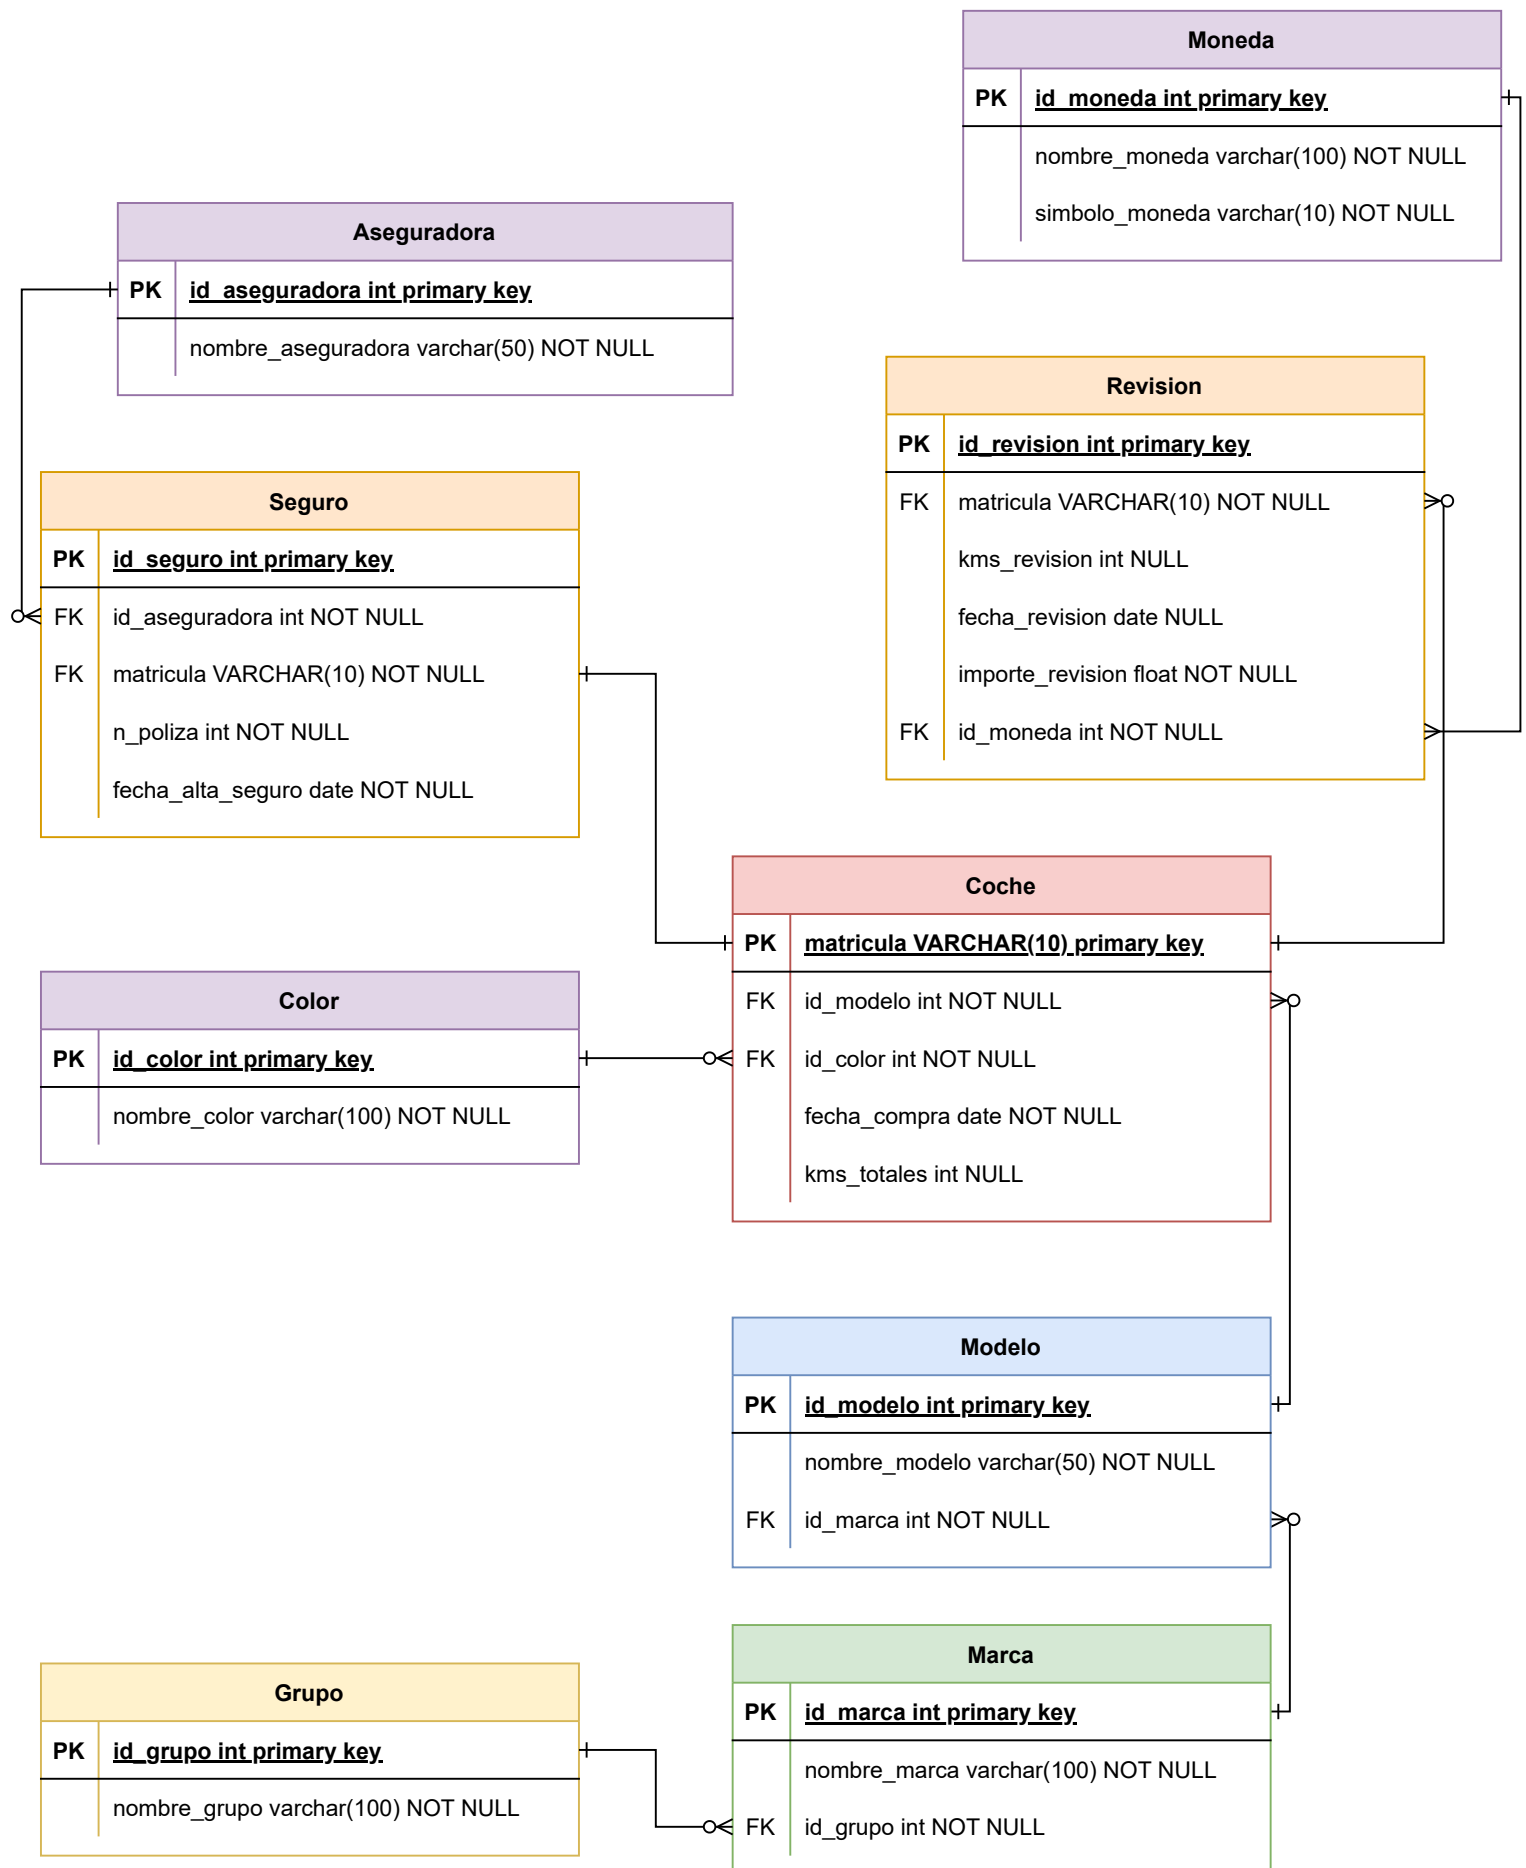 Moneda
PK id_moneda int primary key
nombre_moneda varchar(100) NOT NULL
simbolo_moneda varchar(10) NOT NULL
Aseguradora
PK id_aseguradora int primary key
nombre_aseguradora varchar(50) NOT NULL
Revision
PK id_revision int primary key
FK matricula VARCHAR(10) NOT NULL
kms_revision int NULL
fecha_revision date NULL
importe_revision float NOT NULL
FK id_moneda int NOT NULL
Seguro
PK id_seguro int primary key
FK id_aseguradora int NOT NULL
FK matricula VARCHAR(10) NOT NULL
n_poliza int NOT NULL
fecha_alta_seguro date NOT NULL
Coche
PK matricula VARCHAR(10) primary key
FK id_modelo int NOT NULL
FK id_color int NOT NULL
fecha_compra date NOT NULL
kms_totales int NULL
Color
PK id_color int primary key
nombre_color varchar(100) NOT NULL
Modelo
PK id_modelo int primary key
nombre_modelo varchar(50) NOT NULL
FK id_marca int NOT NULL
Marca
PK id_marca int primary key
nombre_marca varchar(100) NOT NULL
FK id_grupo int NOT NULL
Grupo
PK id_grupo int primary key
nombre_grupo varchar(100) NOT NULL